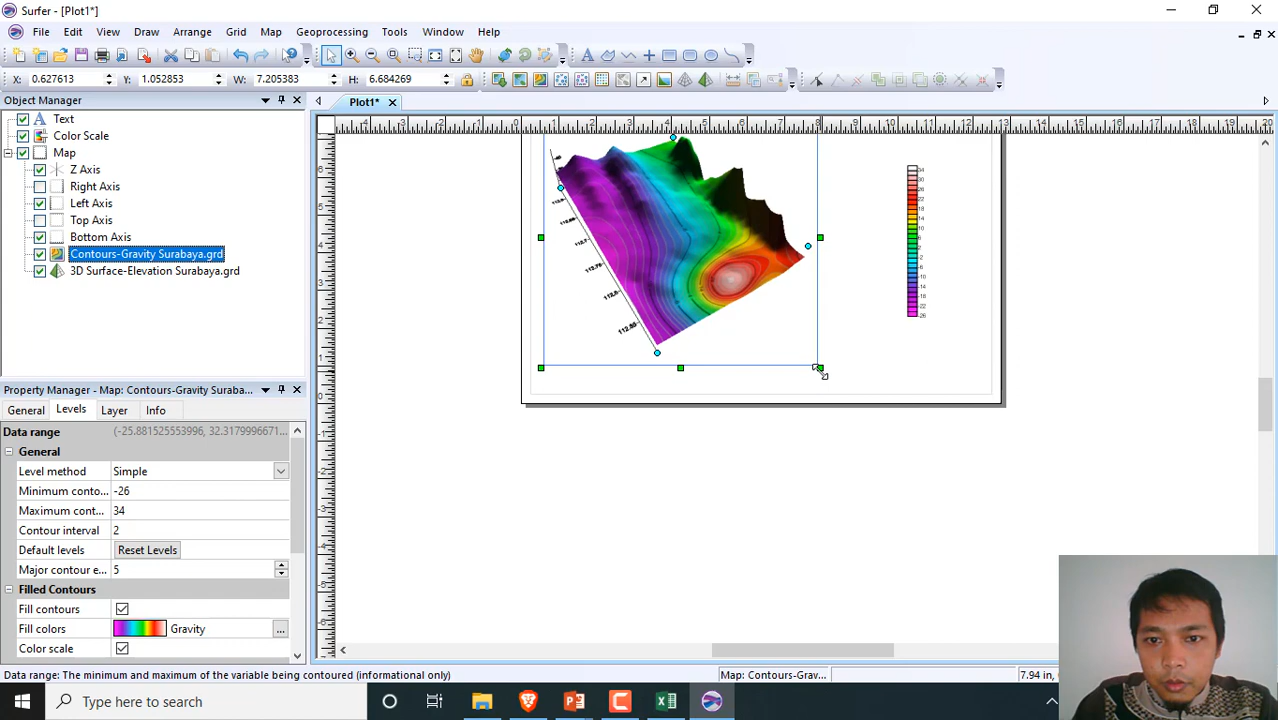 Surfer - [Plot1*]
File Edit View Draw Arrange Grid Map Geoprocessing Tools Window Help
X: 0.627613 Y: 1.052853 W: 7.205383 H: 6.684269
Object Manager
Plot1*
Text
Color Scale
Map
Z Axis
Right Axis
Left Axis
Top Axis
Bottom Axis
Contours-Gravity Surabaya.grd
3D Surface-Elevation Surabaya.grd
Property Manager - Map: Contours-Gravity Suraba...
General Levels Layer Info
Data range (-25.881525553996, 32.3179996671...
General
Level method Simple
Minimum conto... -26
Maximum cont... 34
Contour interval 2
Default levels Reset Levels
Major contour e... 5
Filled Contours
Fill contours
Fill colors Gravity ...
Color scale
Data range: The minimum and maximum of the variable being contoured (informational only)
Map: Contours-Grav...
7.94 in,
Type here to search